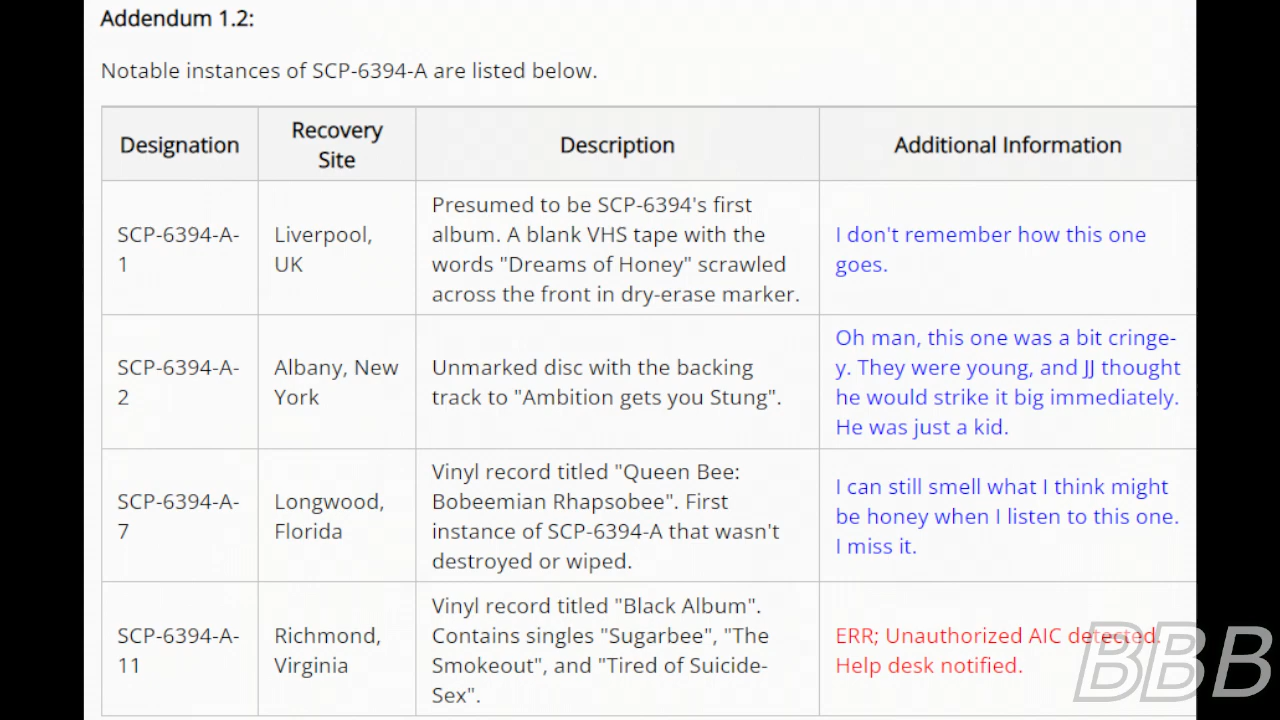 Addendum 1.2:
Notable instances of SCP-6394-A are listed below.
Designation
Recovery
Site
Description
Additional Information
SCP-6394-A-
1
Liverpool,
UK
Presumed to be SCP-6394's first
album. A blank VHS tape with the
words "Dreams of Honey" scrawled
across the front in dry-erase marker.
I don't remember how this one
goes.
SCP-6394-A-
2
Albany, New
York
Unmarked disc with the backing
track to "Ambition gets you Stung".
Oh man, this one was a bit cringe-
y. They were young, and JJ thought
he would strike it big immediately.
He was just a kid.
SCP-6394-A-
7
Longwood,
Florida
Vinyl record titled "Queen Bee:
Bobeemian Rhapsobee". First
instance of SCP-6394-A that wasn't
destroyed or wiped.
I can still smell what I think might
be honey when I listen to this one.
I miss it.
SCP-6394-A-
11
Richmond,
Virginia
Vinyl record titled "Black Album".
Contains singles "Sugarbee", "The
Smokeout", and "Tired of Suicide-
Sex".
ERR; Unauthorized AIC detected.
Help desk notified.
BBB